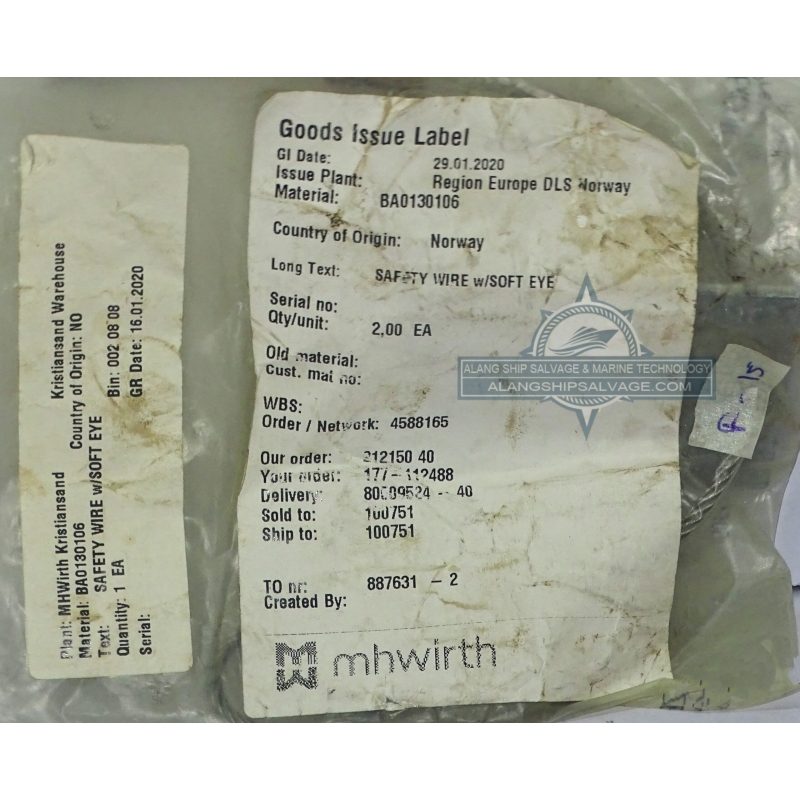 Plant: MHWirth Kristiansand Kristiansand Warehouse
Material: BA0130106 Country of Origin: NO
Text: SAFETY WIRE w/SOFT EYE
Quantity: 1 EA Bin: 002 08 08
Serial: GR Date: 16.01.2020
Goods Issue Label
GI Date: 29.01.2020
Issue Plant: Region Europe DLS Norway
Material: BA0130106
Country of Origin: Norway
Long Text: SAFETY WIRE w/SOFT EYE
Serial no:
Qty/unit: 2,00 EA
Old material:
Cust. mat no:
WBS:
Order / Network: 4588165
Our order: 212150 40
Your order: 177-112488
Delivery: 40
Sold to: 100751
Ship to: 100751
TO nr: 887631 - 2
Created By:
mhwirth
ALANG SHIP SALVAGE & MARINE TECHNOLOGY
ALANGSHIPSALVAGE.COM